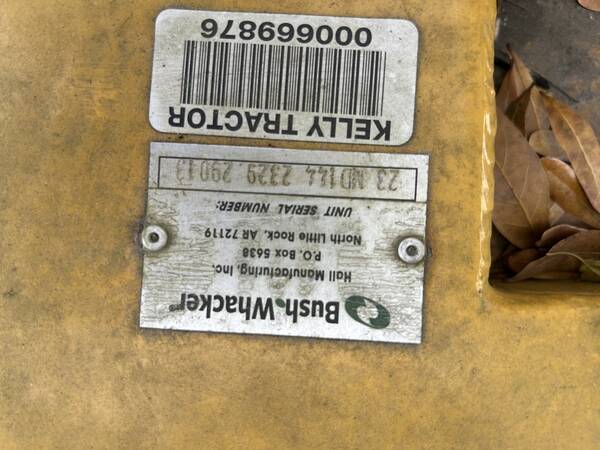 Bush-Whacker
Hall Manufacturing, Inc.
P.O. Box 5638
North Little Rock, AR 72119
UNIT SERIAL NUMBER:
23 MD144 2329 29013
KELLY TRACTOR
000669876